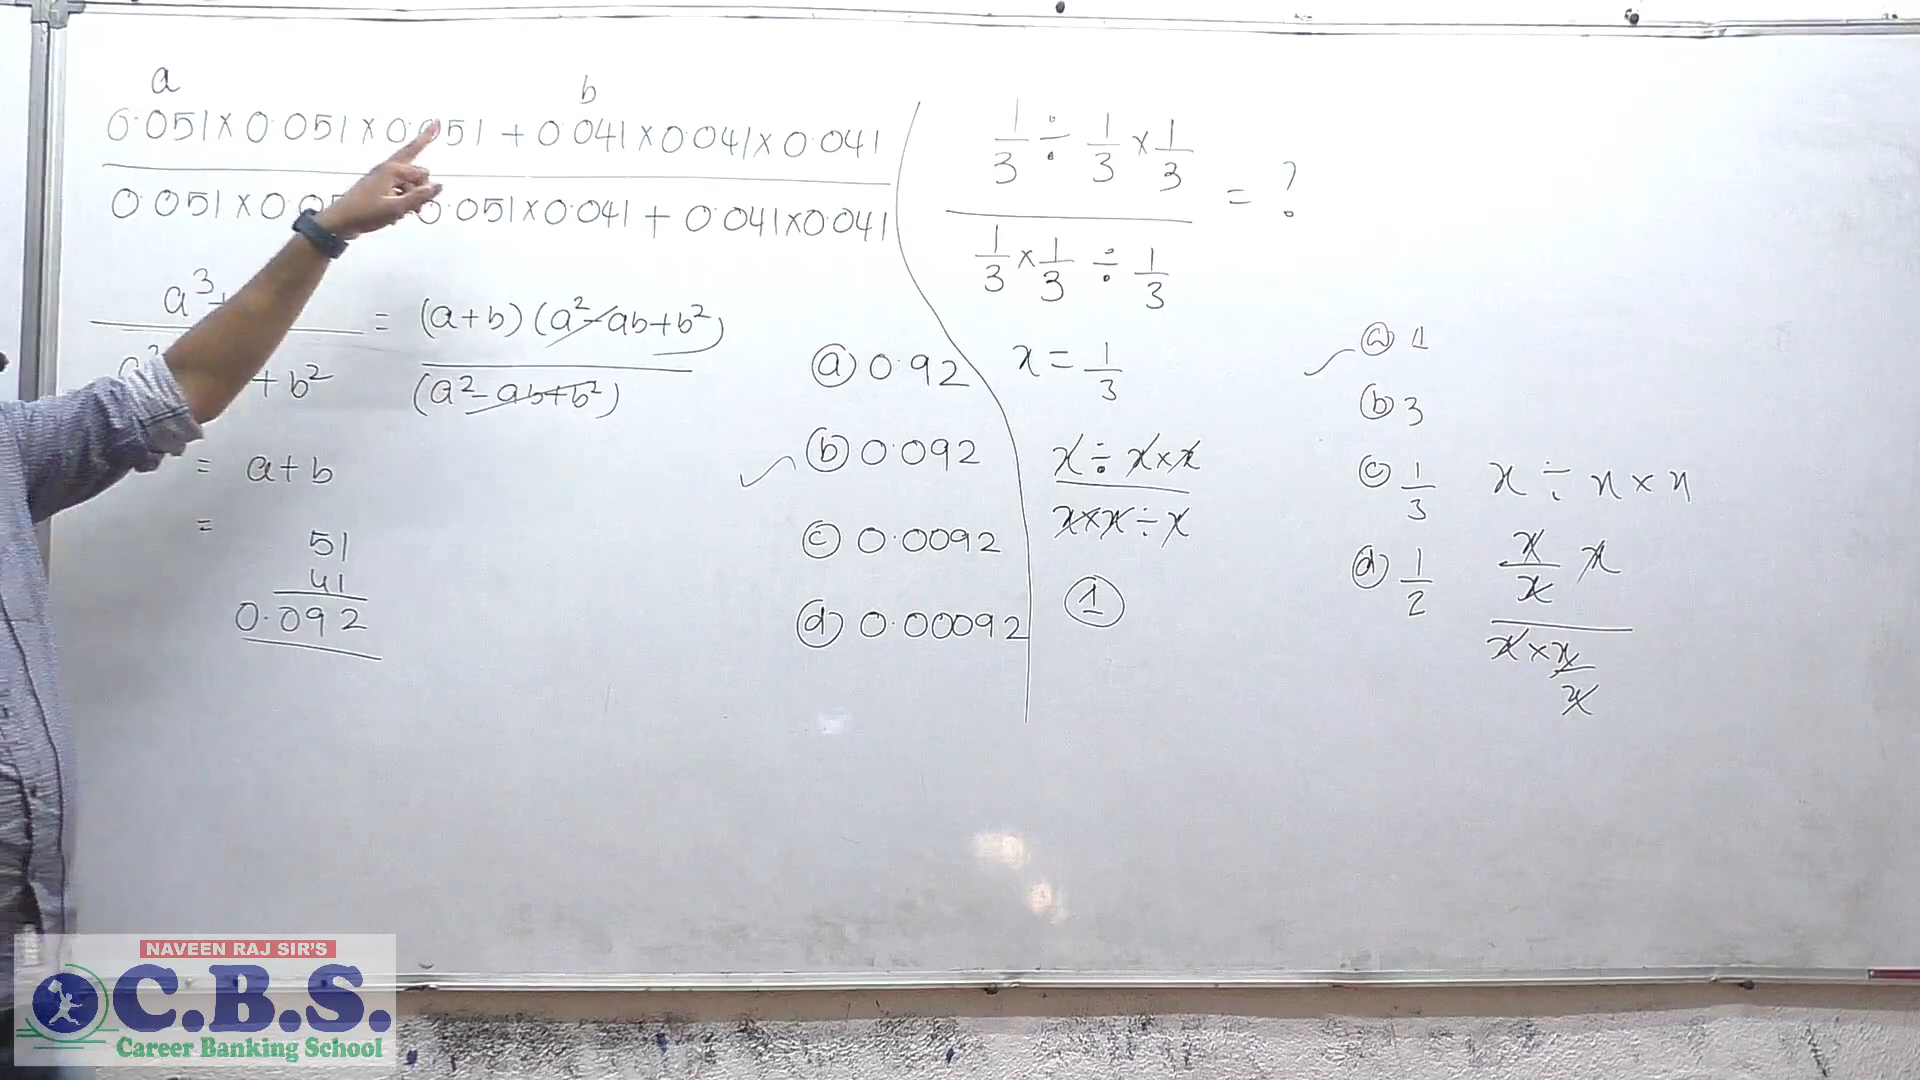 a
b
0.051 × 0.051 × 0.051 + 0.041 × 0.041 × 0.041
0.051 × 0.05 0.051 × 0.041 + 0.041 × 0.041
a³+ = (a+b)(a²-ab+b²)
a² + b² (a²-ab+b²)
= a+b
=
51
41
0.092
ⓐ 0.92
ⓑ 0.092
ⓒ 0.0092
ⓓ 0.00092
1/3 ÷ 1/3 × 1/3
= ?
1/3 × 1/3 ÷ 1/3
x = 1/3
x ÷ x × x
x × x ÷ x
1
ⓐ 1
ⓑ 3
ⓒ 1/3
ⓓ 1/2
x ÷ x × x
x/x x
x × x/x
NAVEEN RAJ SIR'S
C.B.S.
Career Banking School